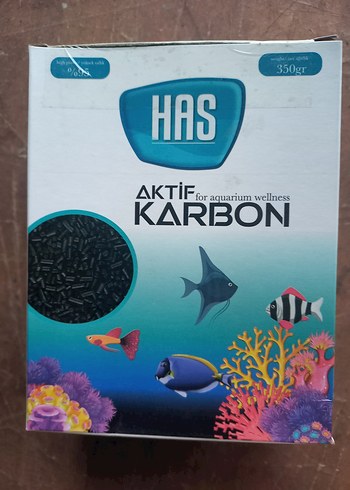 350gr
HAS
AKTİF
for aquarium wellness
KARBON